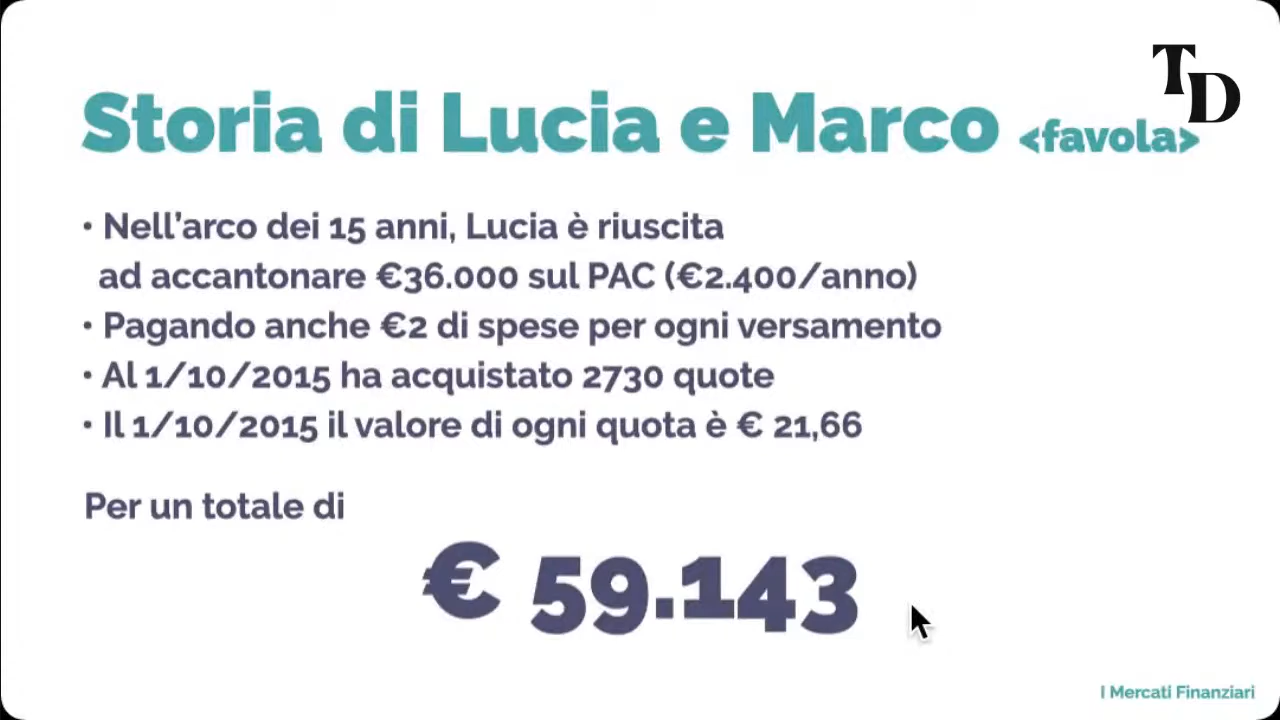 TD
Storia di Lucia e Marco <favola>
• Nell’arco dei 15 anni, Lucia è riuscita
ad accantonare €36.000 sul PAC (€2.400/anno)
• Pagando anche €2 di spese per ogni versamento
• Al 1/10/2015 ha acquistato 2730 quote
• Il 1/10/2015 il valore di ogni quota è € 21,66
Per un totale di
€ 59.143
I Mercati Finanziari